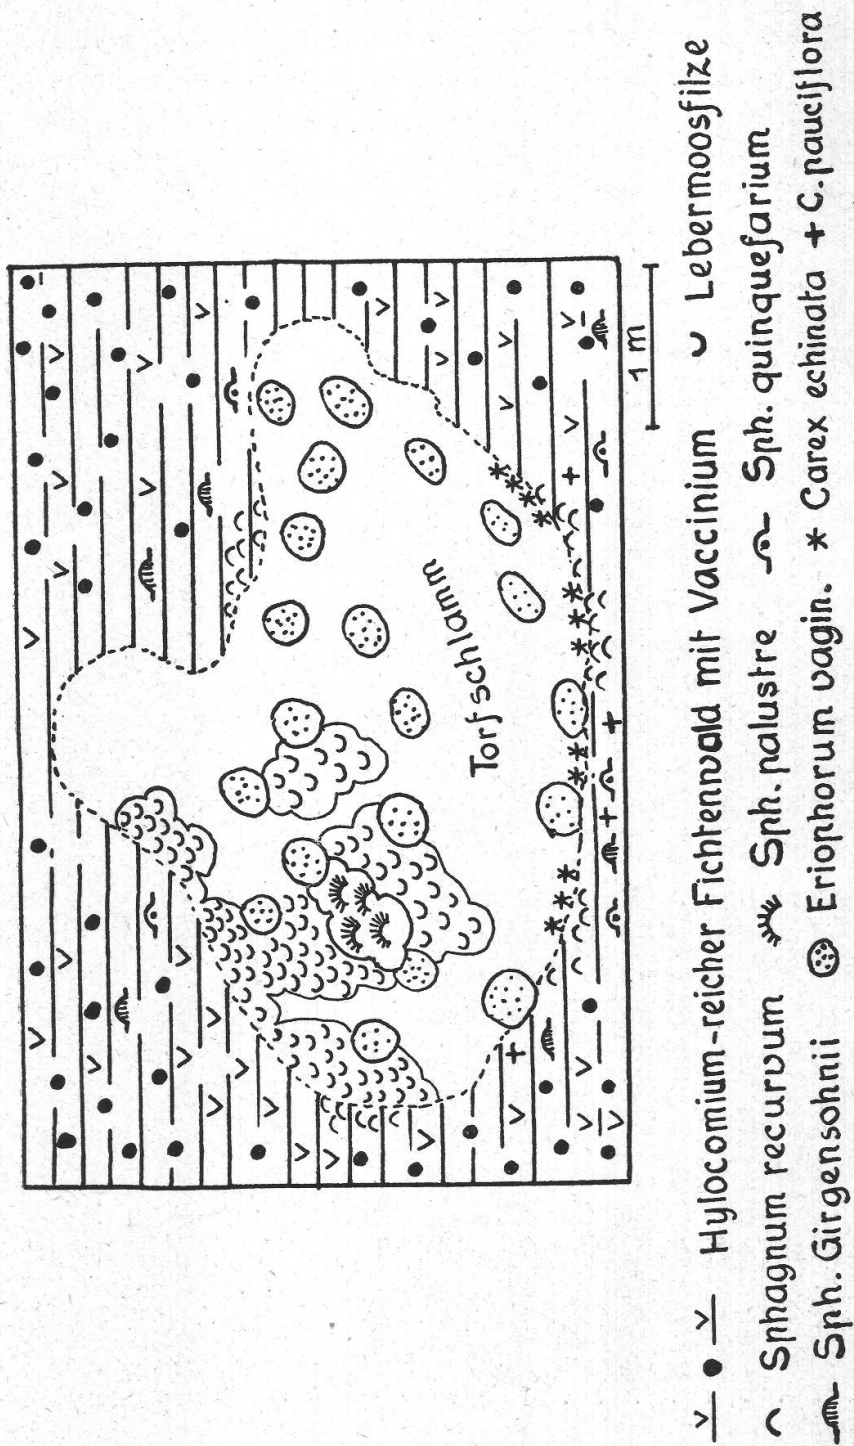 Torfschlamm
1 m
Hylocomium-reicher Fichtenwald mit Vaccinium Lebermoosfilze
Sphagnum recurvum Sph. palustre Sph. quinquefarium
Sph. Girgensohnii Eriophorum vagin. * Carex echinata + C. pauciflora